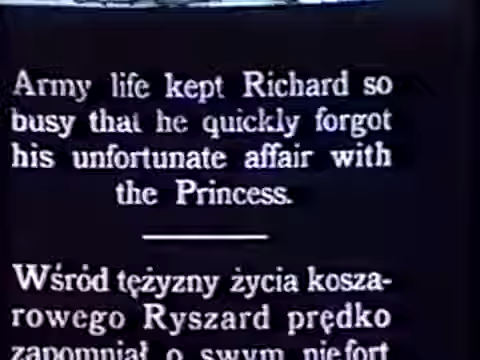 Army life kept Richard so
busy that he quickly forgot
his unfortunate affair with
the Princess.
Wśród tężyzny życia kosza-
rowego Ryszard prędko
zapomniał o swym niefort